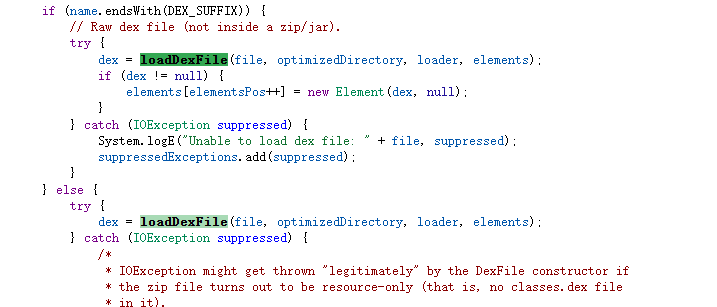 if (name.endsWith(DEX_SUFFIX)) {
// Raw dex file (not inside a zip/jar).
try {
dex = loadDexFile(file, optimizedDirectory, loader, elements);
if (dex != null) {
elements[elementsPos++] = new Element(dex, null);
}
} catch (IOException suppressed) {
System.logE("Unable to load dex file: " + file, suppressed);
suppressedExceptions.add(suppressed);
}
} else {
try {
dex = loadDexFile(file, optimizedDirectory, loader, elements);
} catch (IOException suppressed) {
/*
* IOException might get thrown "legitimately" by the DexFile constructor if
* the zip file turns out to be resource-only (that is, no classes.dex file
* in it).